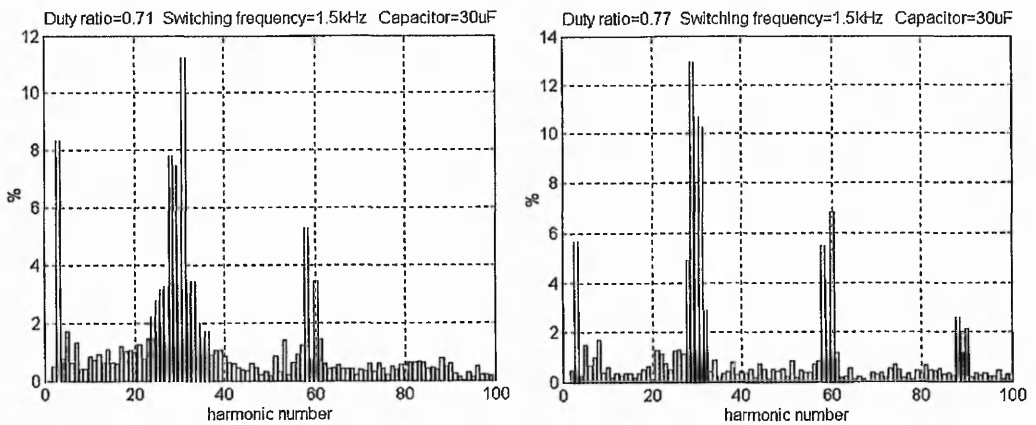 Duty ratio=0.71 Switching frequency=1.5kHz Capacitor=30uF
12
10
8
6
4
2
0
%
0 20 40 60 80 100
harmonic number
Duty ratio=0.77 Switching frequency=1.5kHz Capacitor=30uF
14
12
10
8
6
4
2
0
%
0 20 40 60 80 100
harmonic number